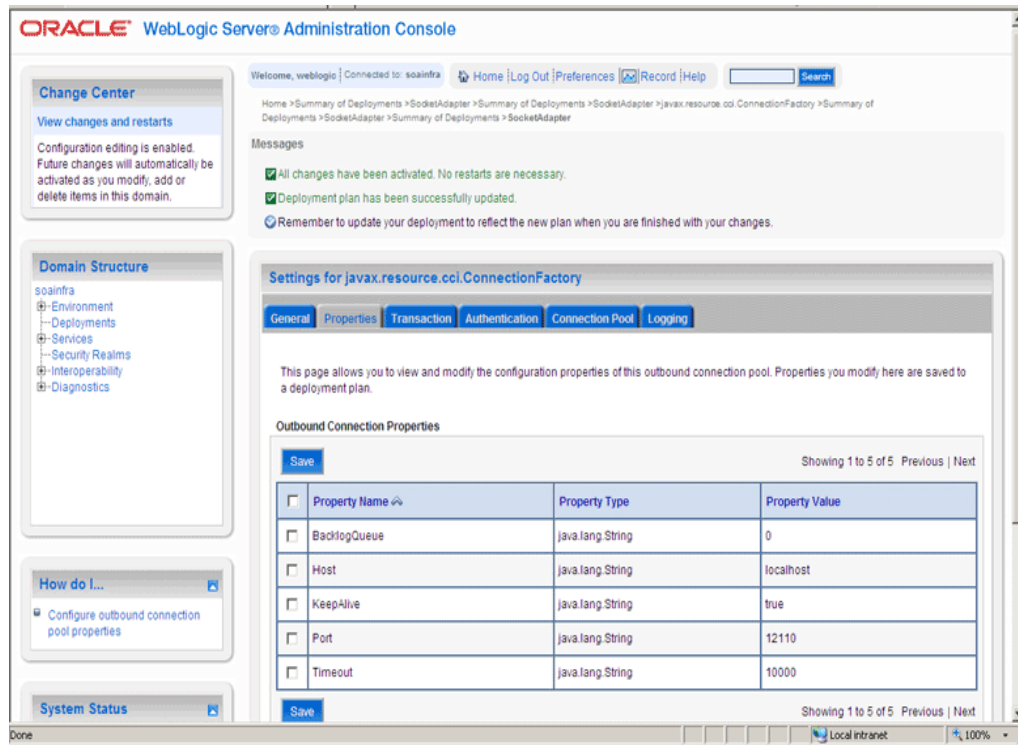 ORACLE WebLogic Server® Administration Console
Change Center
View changes and restarts
Configuration editing is enabled.
Future changes will automatically be
activated as you modify, add or
delete items in this domain.
Domain Structure
soainfra
Environment
Deployments
Services
Security Realms
Interoperability
Diagnostics
How do I...
Configure outbound connection
pool properties
System Status
Welcome, weblogic Connected to: soainfra Home Log Out Preferences Record Help Search
Home >Summary of Deployments >SocketAdapter >Summary of Deployments >SocketAdapter >javax.resource.cci.ConnectionFactory >Summary of
Deployments >SocketAdapter >Summary of Deployments >SocketAdapter
Messages
All changes have been activated. No restarts are necessary.
Deployment plan has been successfully updated.
Remember to update your deployment to reflect the new plan when you are finished with your changes.
Settings for javax.resource.cci.ConnectionFactory
General Properties Transaction Authentication Connection Pool Logging
This page allows you to view and modify the configuration properties of this outbound connection pool. Properties you modify here are saved to
a deployment plan.
Outbound Connection Properties
Save Showing 1 to 5 of 5 Previous | Next
Property Name Property Type Property Value
BacklogQueue java.lang.String 0
Host java.lang.String localhost
KeepAlive java.lang.String true
Port java.lang.String 12110
Timeout java.lang.String 10000
Save Showing 1 to 5 of 5 Previous | Next
Done Local intranet 100%